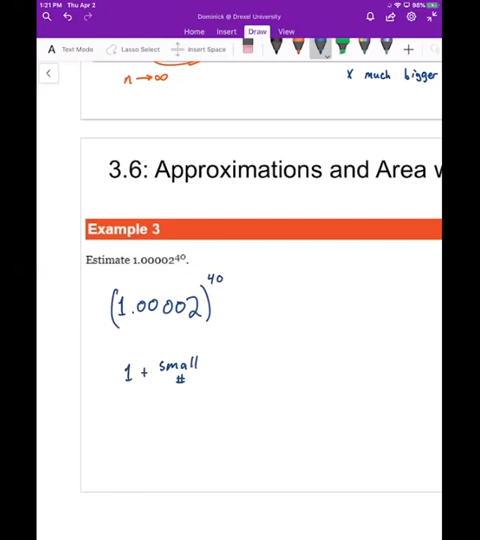 1:21 PM Thu Apr 2
98%
Dominick @ Drexel University
Home Insert Draw View
Text Mode Lasso Select Insert Space
n → ∞
x much bigger
3.6: Approximations and Area w
Example 3
Estimate 1.00002⁴⁰.
(1.00002)⁴⁰
1 + small
#